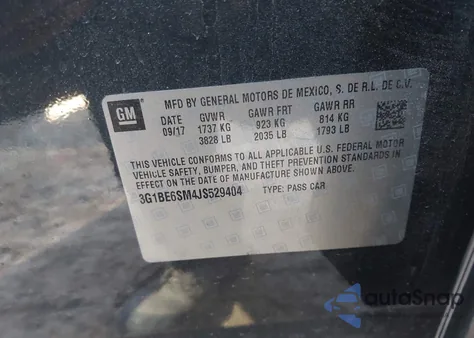 GM
MFD BY GENERAL MOTORS DE MEXICO, S. DE R.L. DE C.V.
DATE GVWR GAWR FRT GAWR RR
09/17 1737 KG 923 KG 814 KG
3828 LB 2035 LB 1793 LB
THIS VEHICLE CONFORMS TO ALL APPLICABLE U.S. FEDERAL MOTOR
VEHICLE SAFETY, BUMPER, AND THEFT PREVENTION STANDARDS IN
EFFECT ON THE DATE OF MANUFACTURE SHOWN ABOVE.
3G1BE6SM4JS529404 TYPE: PASS CAR
autoSnap